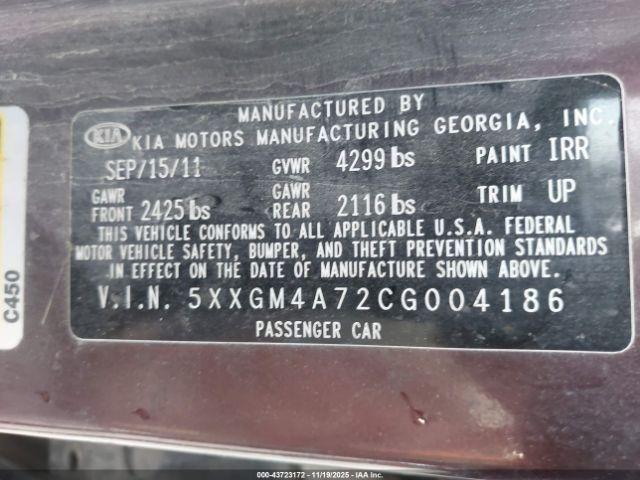 MANUFACTURED BY
KIA KIA MOTORS MANUFACTURING GEORGIA, INC.
SEP/15/11 GVWR 4299 lbs PAINT IRR
GAWR FRONT 2425 lbs GAWR REAR 2116 lbs TRIM UP
THIS VEHICLE CONFORMS TO ALL APPLICABLE U.S.A. FEDERAL
MOTOR VEHICLE SAFETY, BUMPER, AND THEFT PREVENTION STANDARDS
IN EFFECT ON THE DATE OF MANUFACTURE SHOWN ABOVE.
V.I.N. 5XXGM4A72CG004186
PASSENGER CAR
C450
000-43723172 11/19/2025 - IAAI.COM